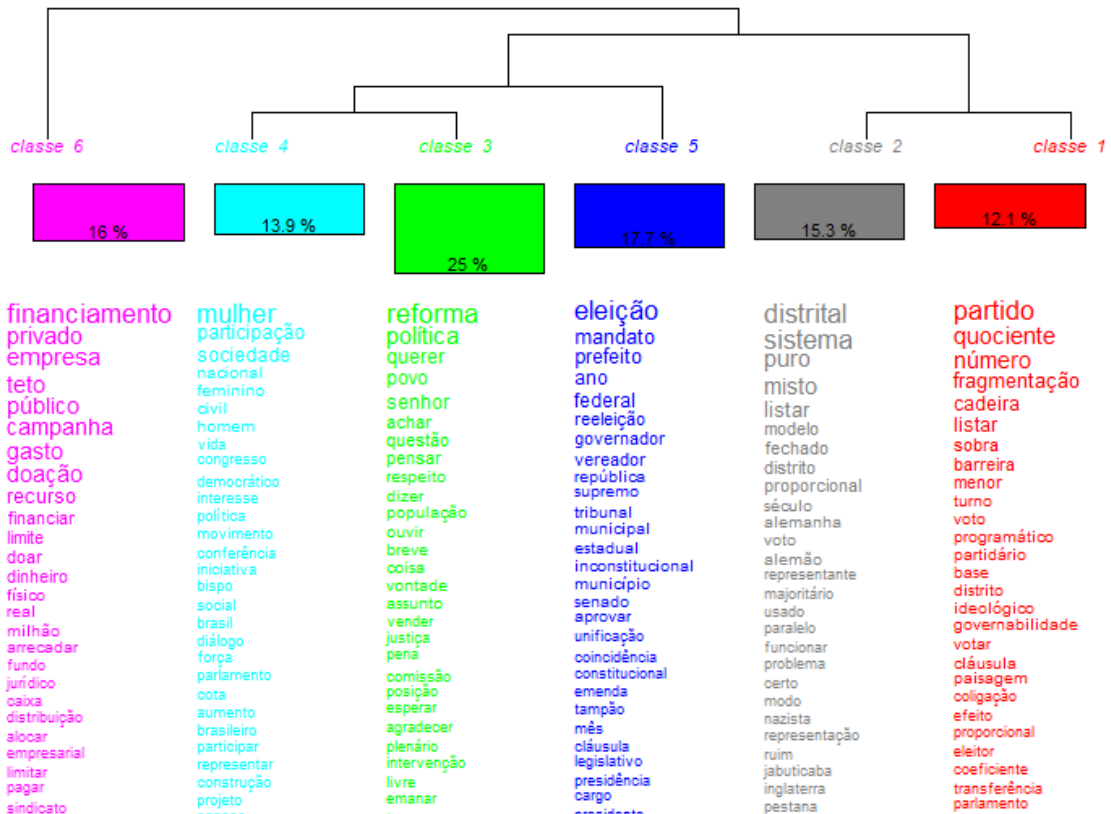 classe 6
classe 4
classe 3
classe 5
classe 2
classe 1
16 %
13.9 %
25 %
17.7 %
15.3 %
12.1 %
financiamento
privado
empresa
teto
público
campanha
gasto
doação
recurso
financiar
limite
doar
dinheiro
físico
real
milhão
arrecadar
fundo
jurídico
caixa
distribuição
alocar
empresarial
limitar
pagar
sindicato
mulher
participação
sociedade
nacional
feminino
civil
homem
vida
congresso
democrático
interesse
política
movimento
conferência
iniciativa
bispo
social
brasil
diálogo
força
parlamento
cota
aumento
brasileiro
participar
representar
construção
projeto
reforma
política
querer
povo
senhor
achar
questão
pensar
respeito
dizer
população
ouvir
breve
coisa
vontade
assunto
vender
justiça
pena
comissão
posição
esperar
agradecer
plenário
intervenção
livre
emanar
eleição
mandato
prefeito
ano
federal
reeleição
governador
vereador
república
supremo
tribunal
municipal
estadual
inconstitucional
município
senado
aprovar
unificação
coincidência
constitucional
emenda
tampão
mês
cláusula
legislativo
presidência
cargo
distrital
sistema
puro
misto
listar
modelo
fechado
distrito
proporcional
século
alemanha
voto
alemão
representante
majoritário
usado
paralelo
funcionar
problema
certo
modo
nazista
representação
ruim
jabuticaba
inglaterra
pestana
partido
quociente
número
fragmentação
cadeira
listar
sobra
barreira
menor
turno
voto
programático
partidário
base
distrito
ideológico
governabilidade
votar
cláusula
paisagem
coligação
efeito
proporcional
eleitor
coeficiente
transferência
parlamento